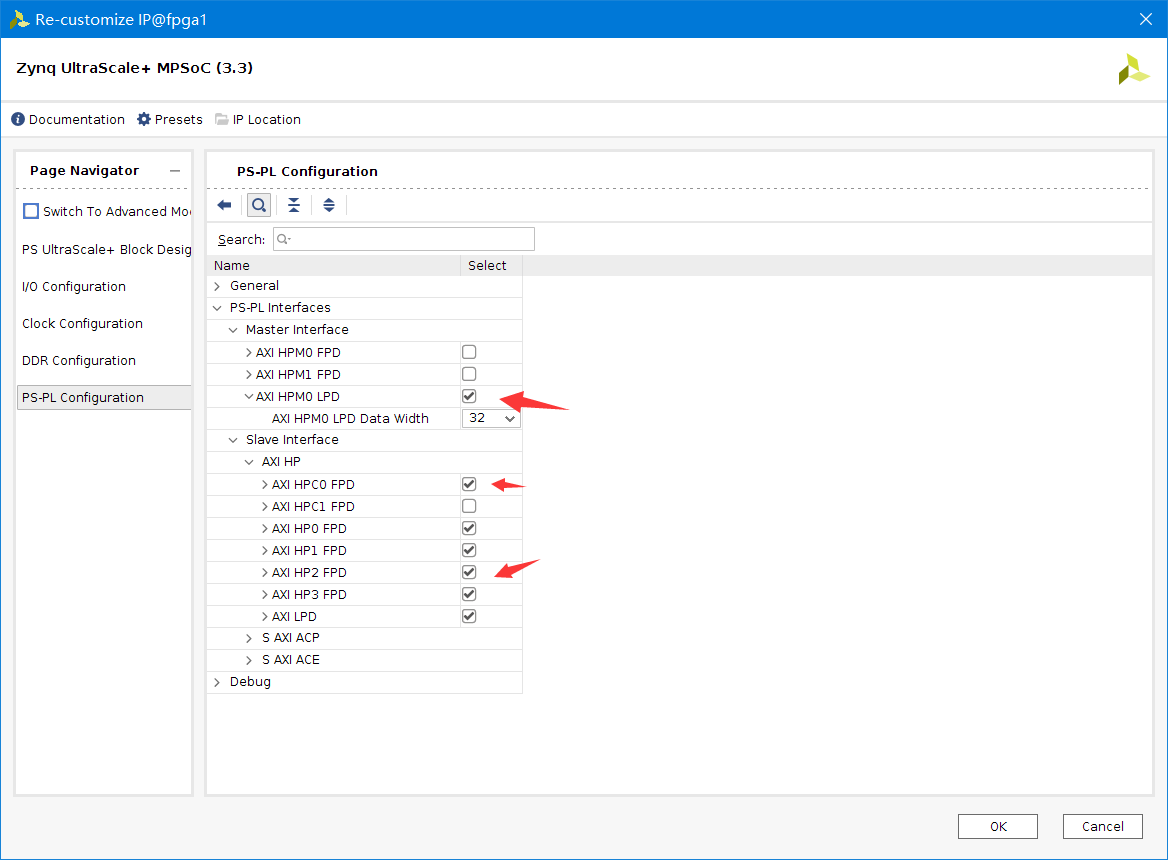 Re-customize IP@fpga1
Zynq UltraScale+ MPSoC (3.3)
Documentation Presets IP Location
Page Navigator
Switch To Advanced Mo
PS UltraScale+ Block Desig
I/O Configuration
Clock Configuration
DDR Configuration
PS-PL Configuration
PS-PL Configuration
Search:
Name Select
General
PS-PL Interfaces
Master Interface
AXI HPM0 FPD
AXI HPM1 FPD
AXI HPM0 LPD
AXI HPM0 LPD Data Width 32
Slave Interface
AXI HP
AXI HPC0 FPD
AXI HPC1 FPD
AXI HP0 FPD
AXI HP1 FPD
AXI HP2 FPD
AXI HP3 FPD
AXI LPD
S AXI ACP
S AXI ACE
Debug
OK Cancel